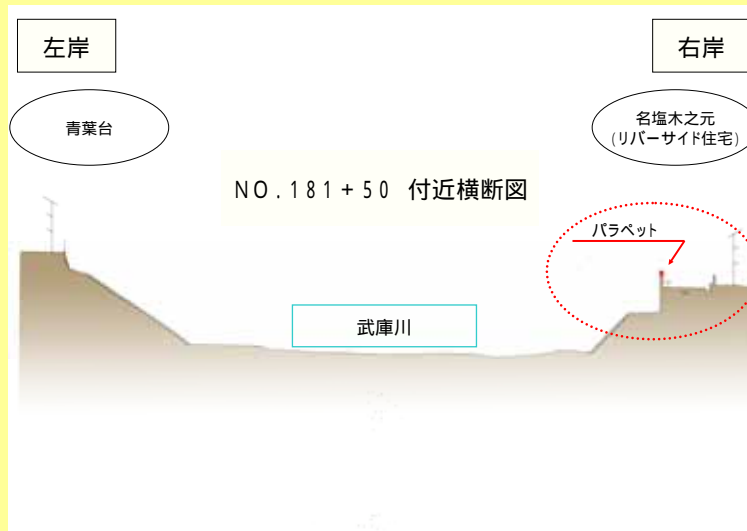 左岸
右岸
青葉台
名塩木之元
(リバーサイド住宅)
NO.181+50 付近横断図
パラペット
武庫川